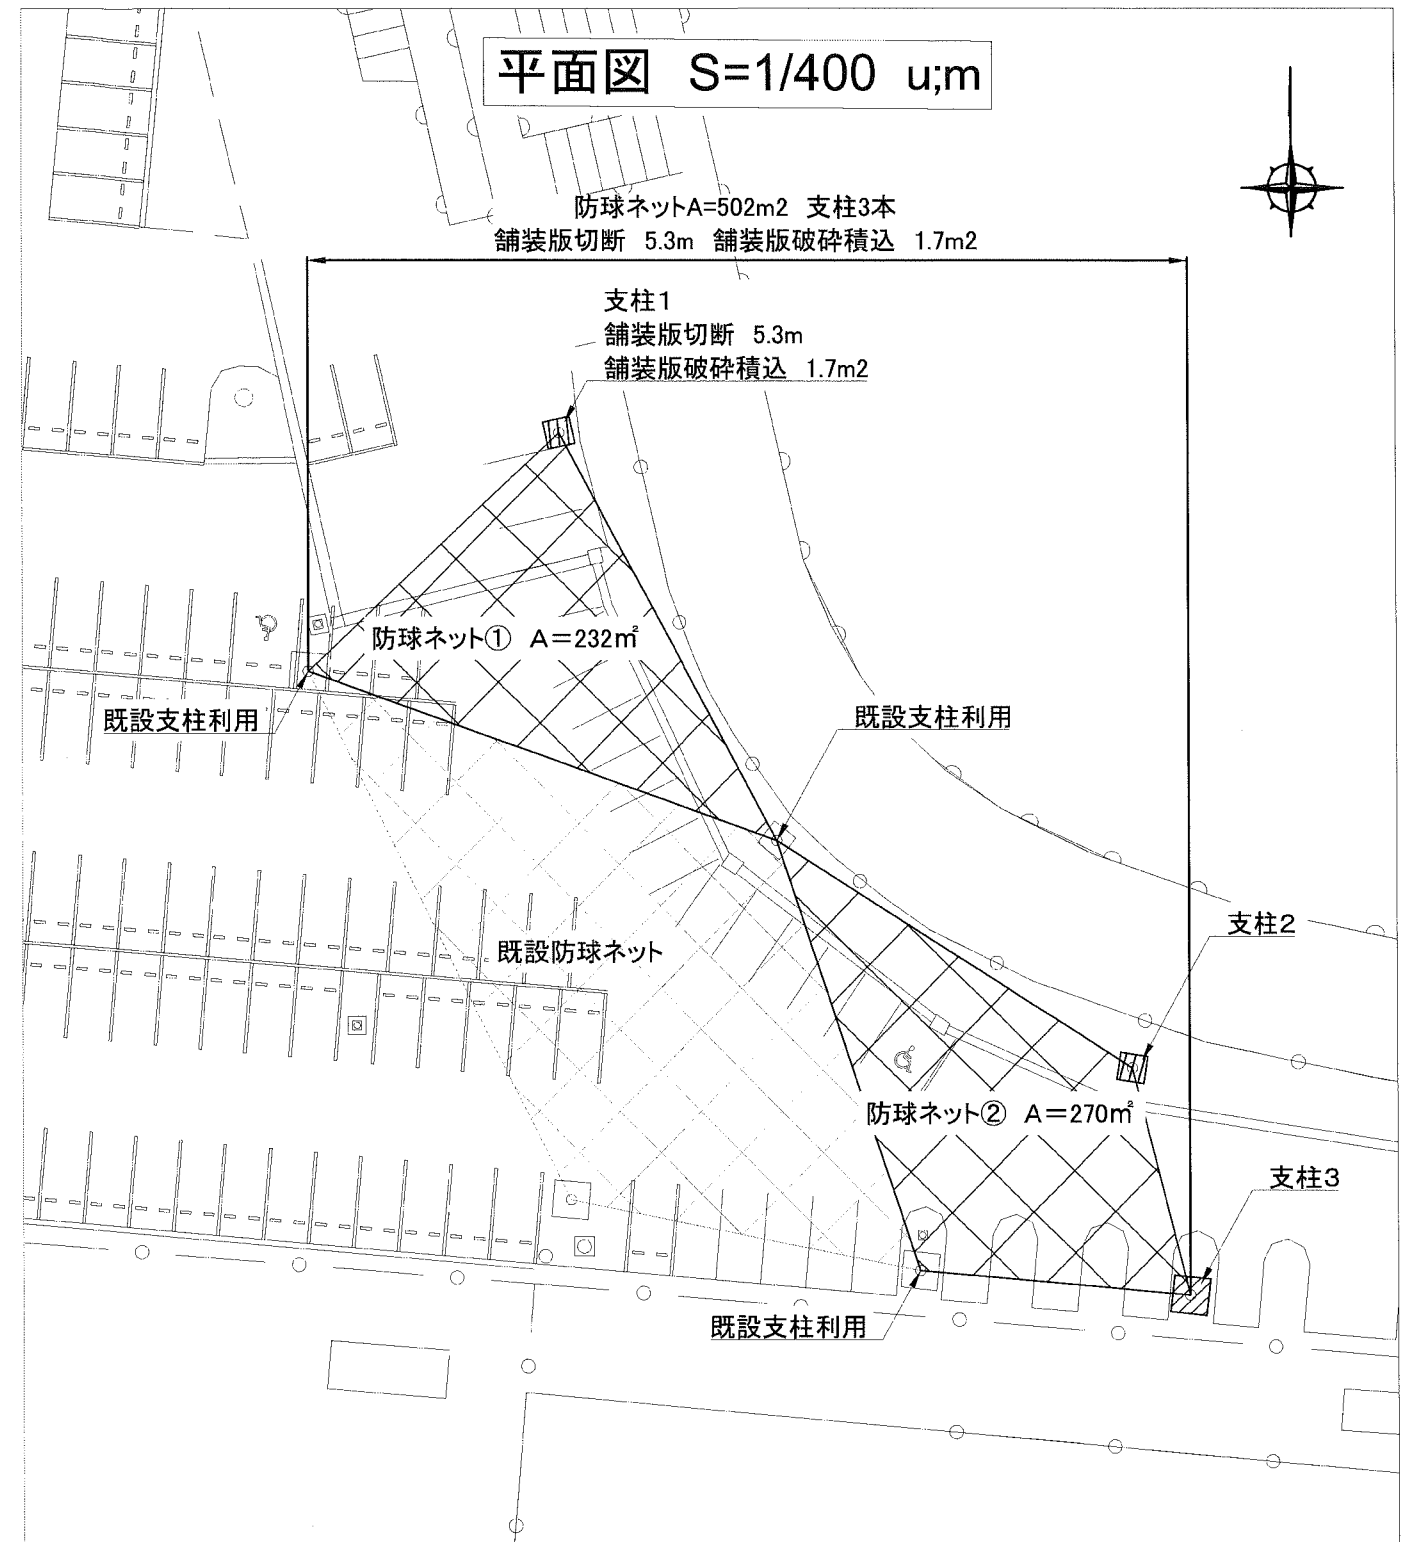 平面図 S=1/400 u;m
防球ネットA=502m2 支柱3本
舗装版切断 5.3m 舗装版破砕積込 1.7m2
支柱1
舗装版切断 5.3m
舗装版破砕積込 1.7m2
防球ネット① A=232㎡
既設支柱利用
既設支柱利用
支柱2
既設防球ネット
防球ネット② A=270㎡
支柱3
既設支柱利用